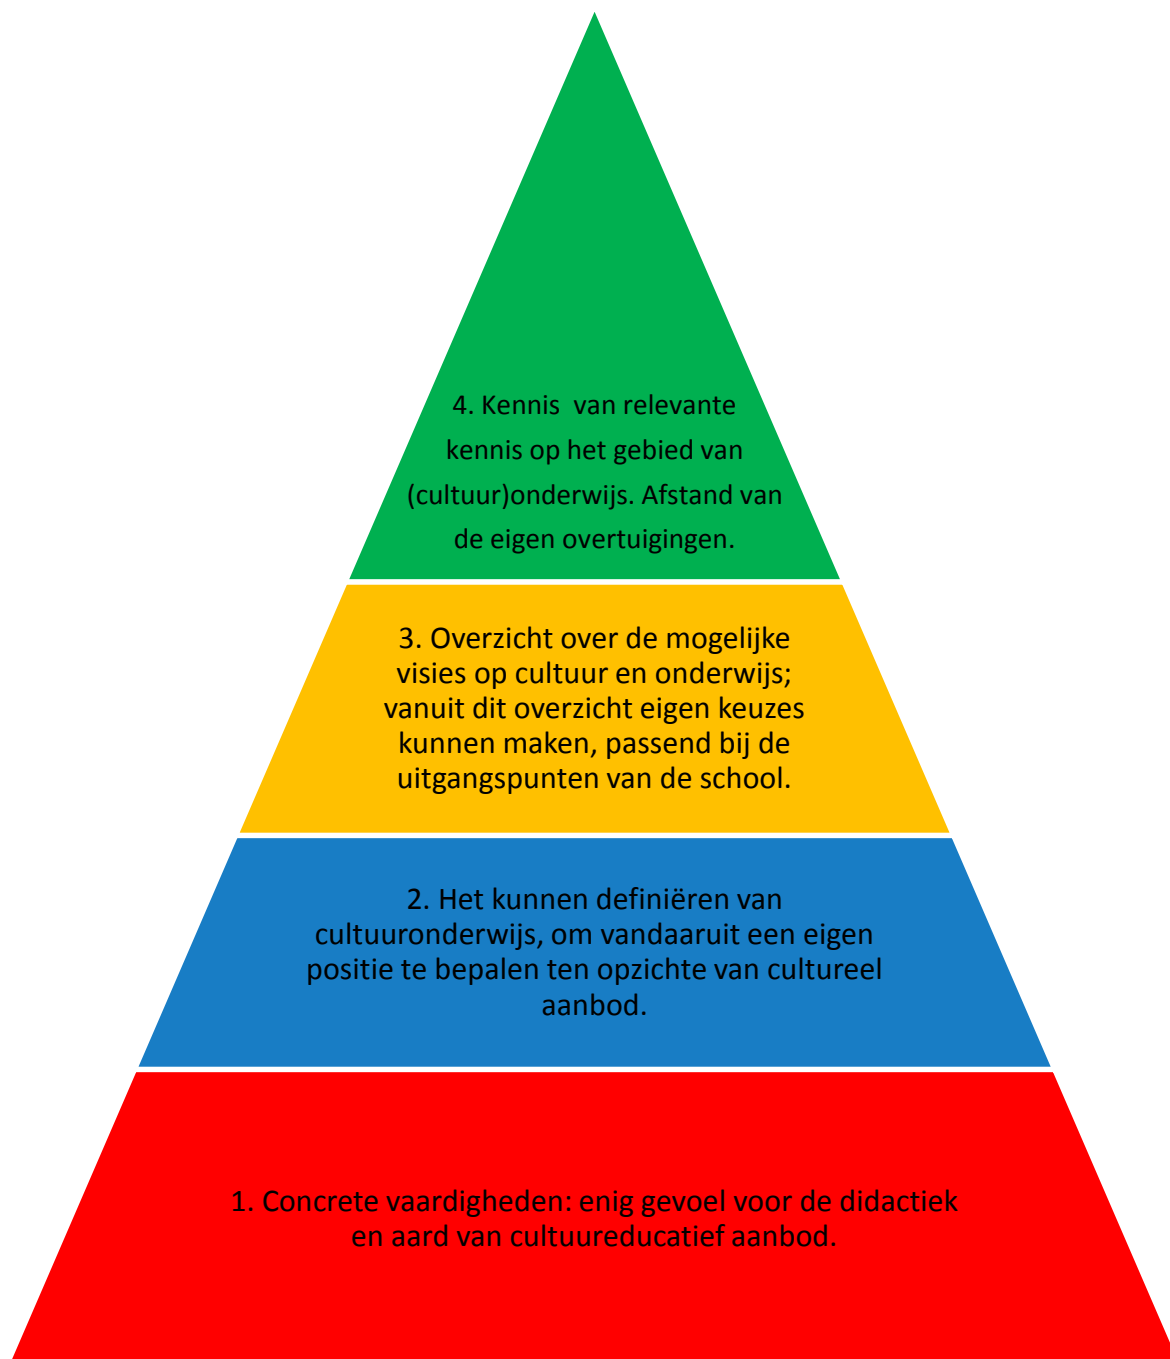 4. Kennis  van relevante
kennis op het gebied van
(cultuur)onderwijs. Afstand van
de eigen overtuigingen.
3. Overzicht over de mogelijke
visies op cultuur en onderwijs;
vanuit dit overzicht eigen keuzes
kunnen maken, passend bij de
uitgangspunten van de school.
2. Het kunnen definiëren van
cultuuronderwijs, om vandaaruit een eigen
positie te bepalen ten opzichte van cultureel
aanbod.
1. Concrete vaardigheden: enig gevoel voor de didactiek
en aard van cultuureducatief aanbod.